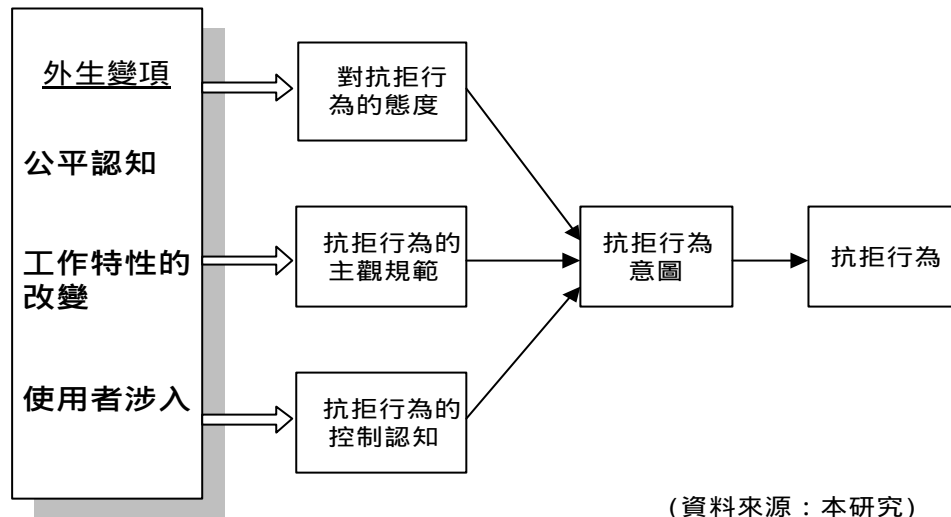 外生變項
公平認知
工作特性的
改變
使用者涉入
對抗拒行
為的態度
抗拒行為的
主觀規範
抗拒行為的
控制認知
抗拒行為
意圖
抗拒行為
(資料來源：本研究)